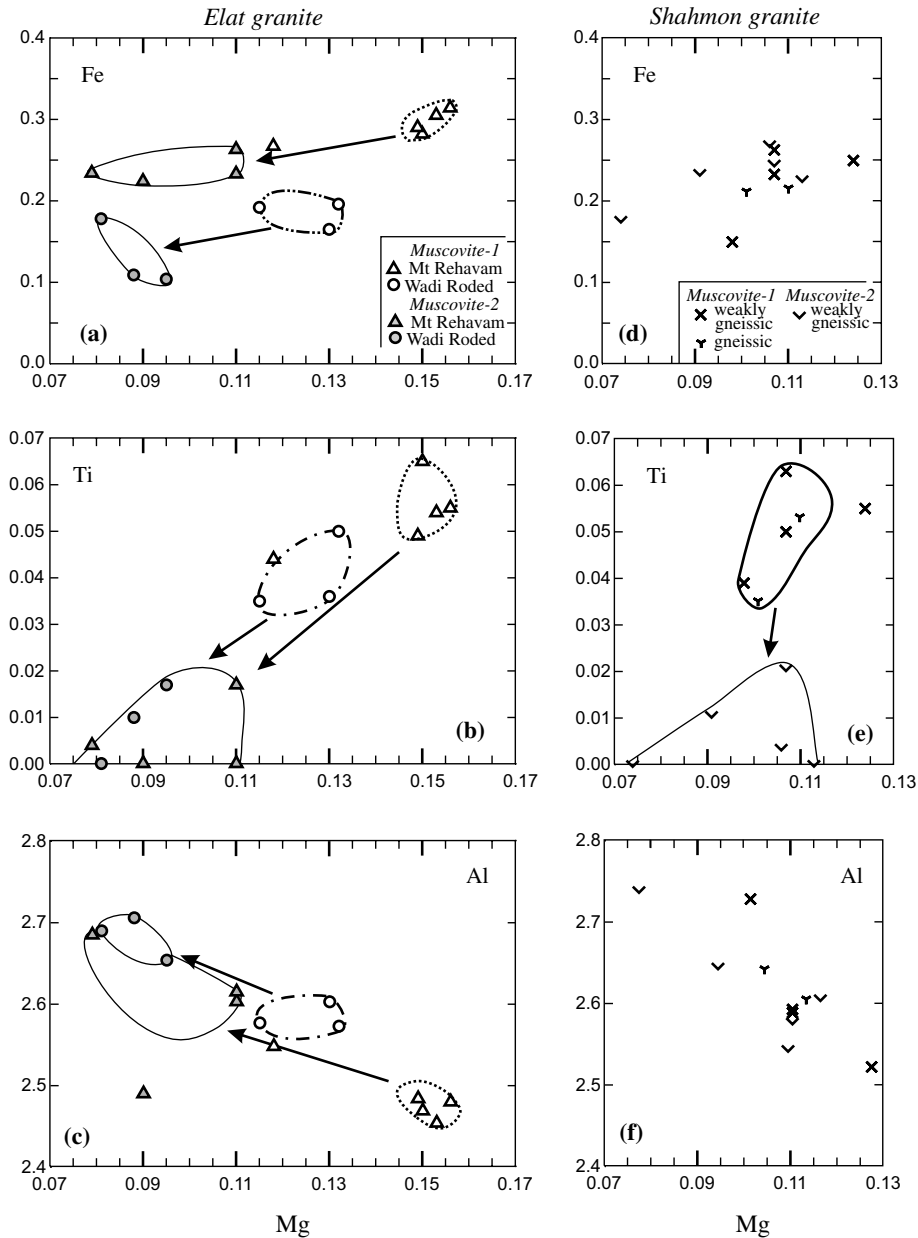 Elat granite
Shahmon granite
0.4
Fe
0.3
0.2
0.1
(a)
0.0
0.07 0.09 0.11 0.13 0.15 0.17
Muscovite-1
Mt Rehavam
Wadi Roded
Muscovite-2
Mt Rehavam
Wadi Roded
0.4
Fe
0.3
0.2
0.1
(d)
0.0
0.07 0.09 0.11 0.13
Muscovite-1 Muscovite-2
weakly gneissic
weakly gneissic
gneissic
0.07
Ti
0.06
0.05
0.04
0.03
0.02
0.01
(b)
0.00
0.07 0.09 0.11 0.13 0.15 0.17
0.07
Ti
0.06
0.05
0.04
0.03
0.02
0.01
(e)
0.00
0.07 0.09 0.11 0.13
2.8
Al
2.7
2.6
2.5
(c)
2.4
0.07 0.09 0.11 0.13 0.15 0.17
Mg
2.8
Al
2.7
2.6
2.5
(f)
2.4
0.07 0.09 0.11 0.13
Mg